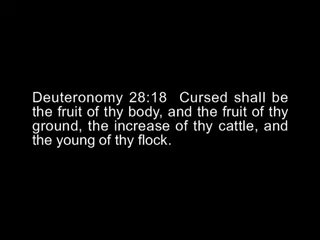 Deuteronomy 28:18  Cursed shall be
the fruit of thy body, and the fruit of thy
ground, the increase of thy cattle, and
the young of thy flock.